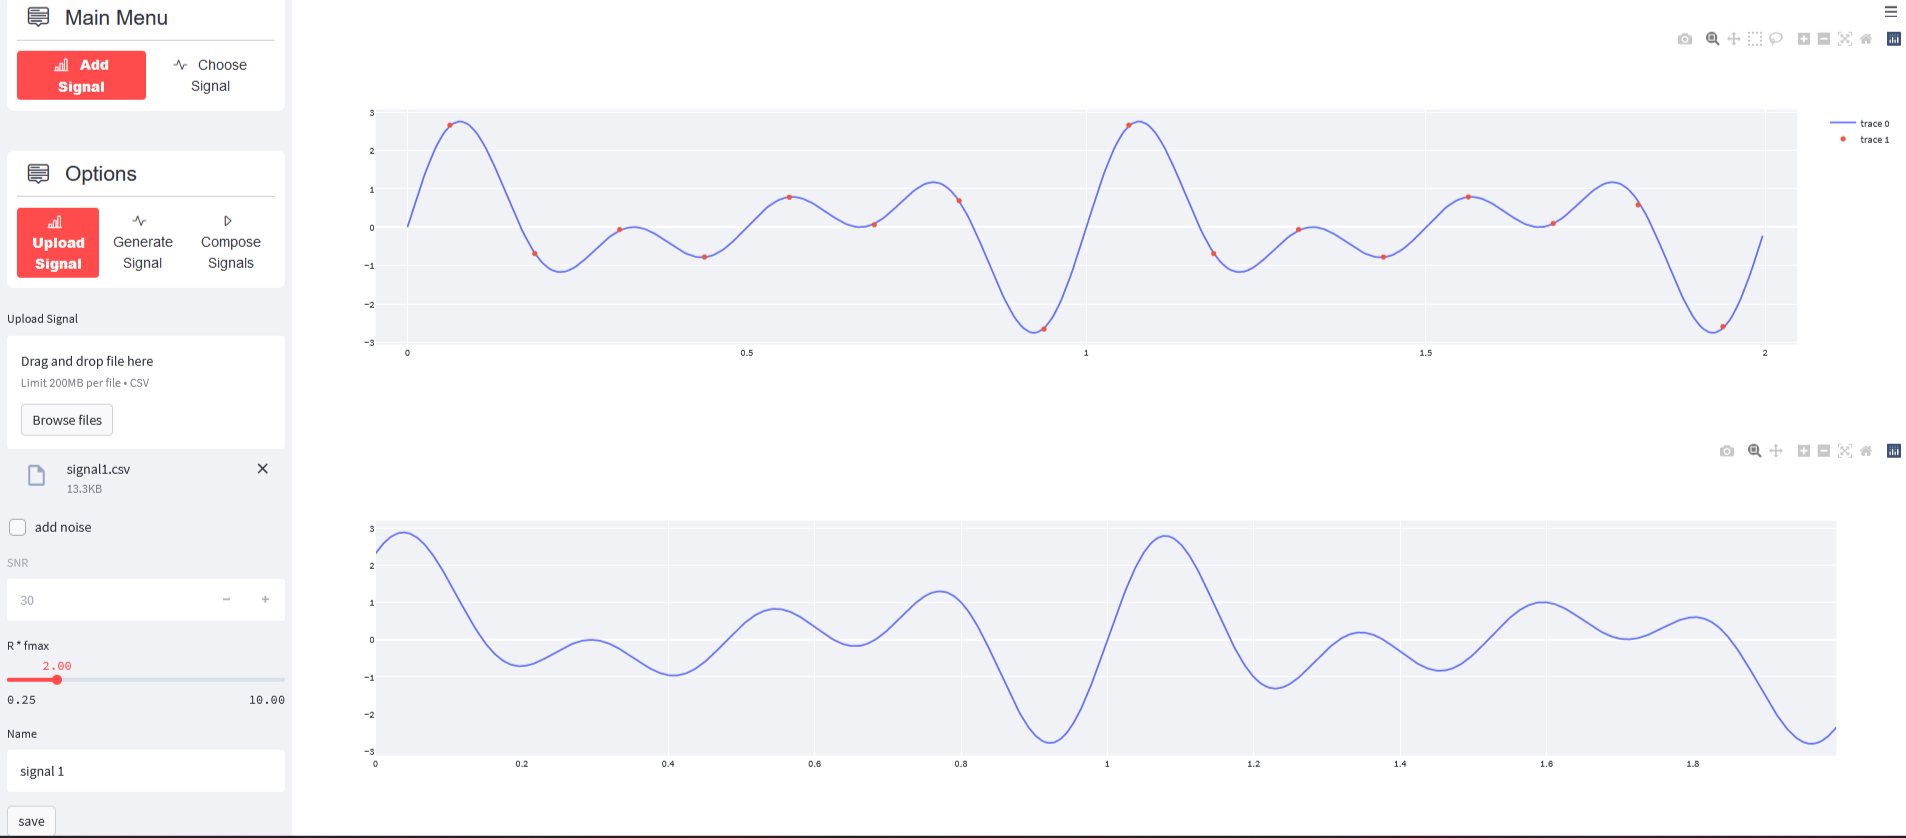 Main Menu
Add
Signal
Choose
Signal
Options
Upload
Signal
Generate
Signal
Compose
Signals
Upload Signal
Drag and drop file here
Limit 200MB per file • CSV
Browse files
signal1.csv
13.3KB
add noise
SNR
30
R * fmax
2.00
0.25 10.00
Name
signal 1
save
3
2
1
0
−1
−2
−3
0 0.5 1 1.5 2
trace 0
trace 1
3
2
1
0
−1
−2
−3
0 0.2 0.4 0.6 0.8 1 1.2 1.4 1.6 1.8